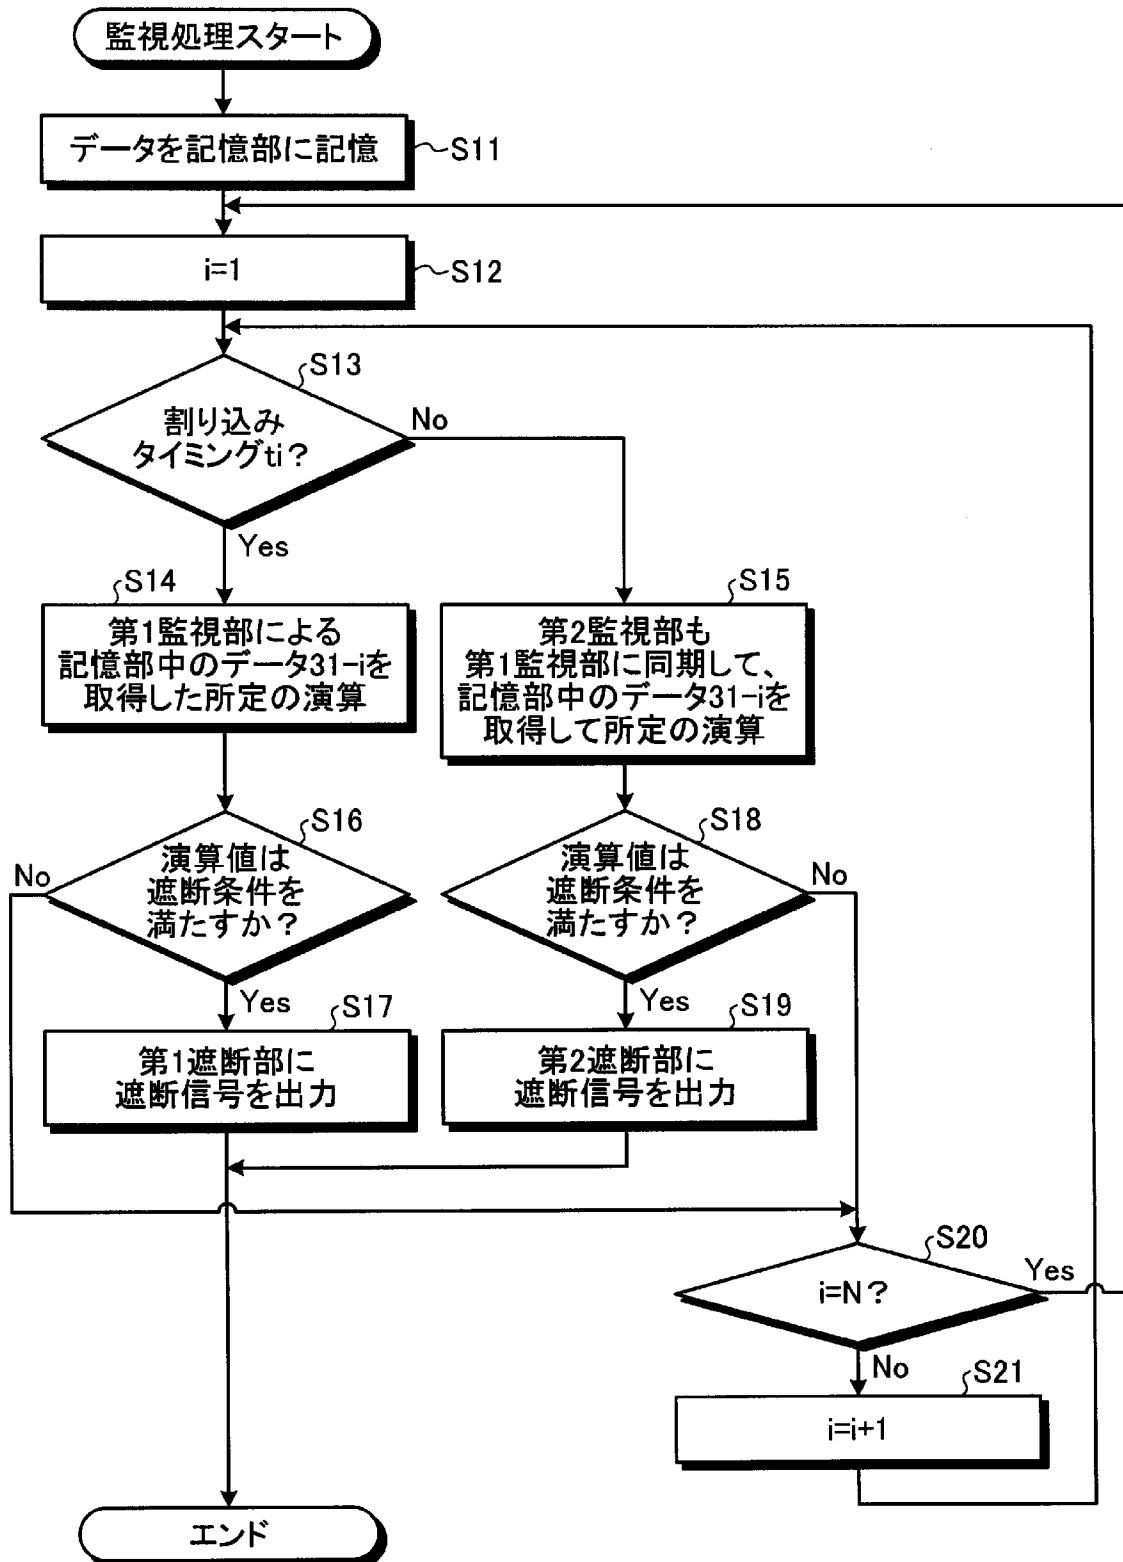 監視処理スタート
データを記憶部に記憶
S11
i=1
S12
S13
割り込み
タイミングti？
No
Yes
S14
第1監視部による
記憶部中のデータ31-iを
取得した所定の演算
S15
第2監視部も
第1監視部に同期して、
記憶部中のデータ31-iを
取得して所定の演算
S16
演算値は
遮断条件を
満たすか？
No
Yes
S18
演算値は
遮断条件を
満たすか？
No
Yes
S17
第1遮断部に
遮断信号を出力
S19
第2遮断部に
遮断信号を出力
S20
i=N？
Yes
No
S21
i=i+1
エンド